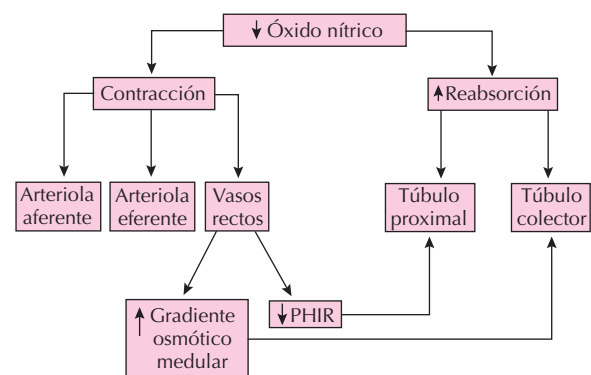 ↓ Óxido nítrico
Contracción
↑ Reabsorción
Arteriola
aferente
Arteriola
eferente
Vasos
rectos
Túbulo
proximal
Túbulo
colector
↑ Gradiente
osmótico
medular
↓ PHIR